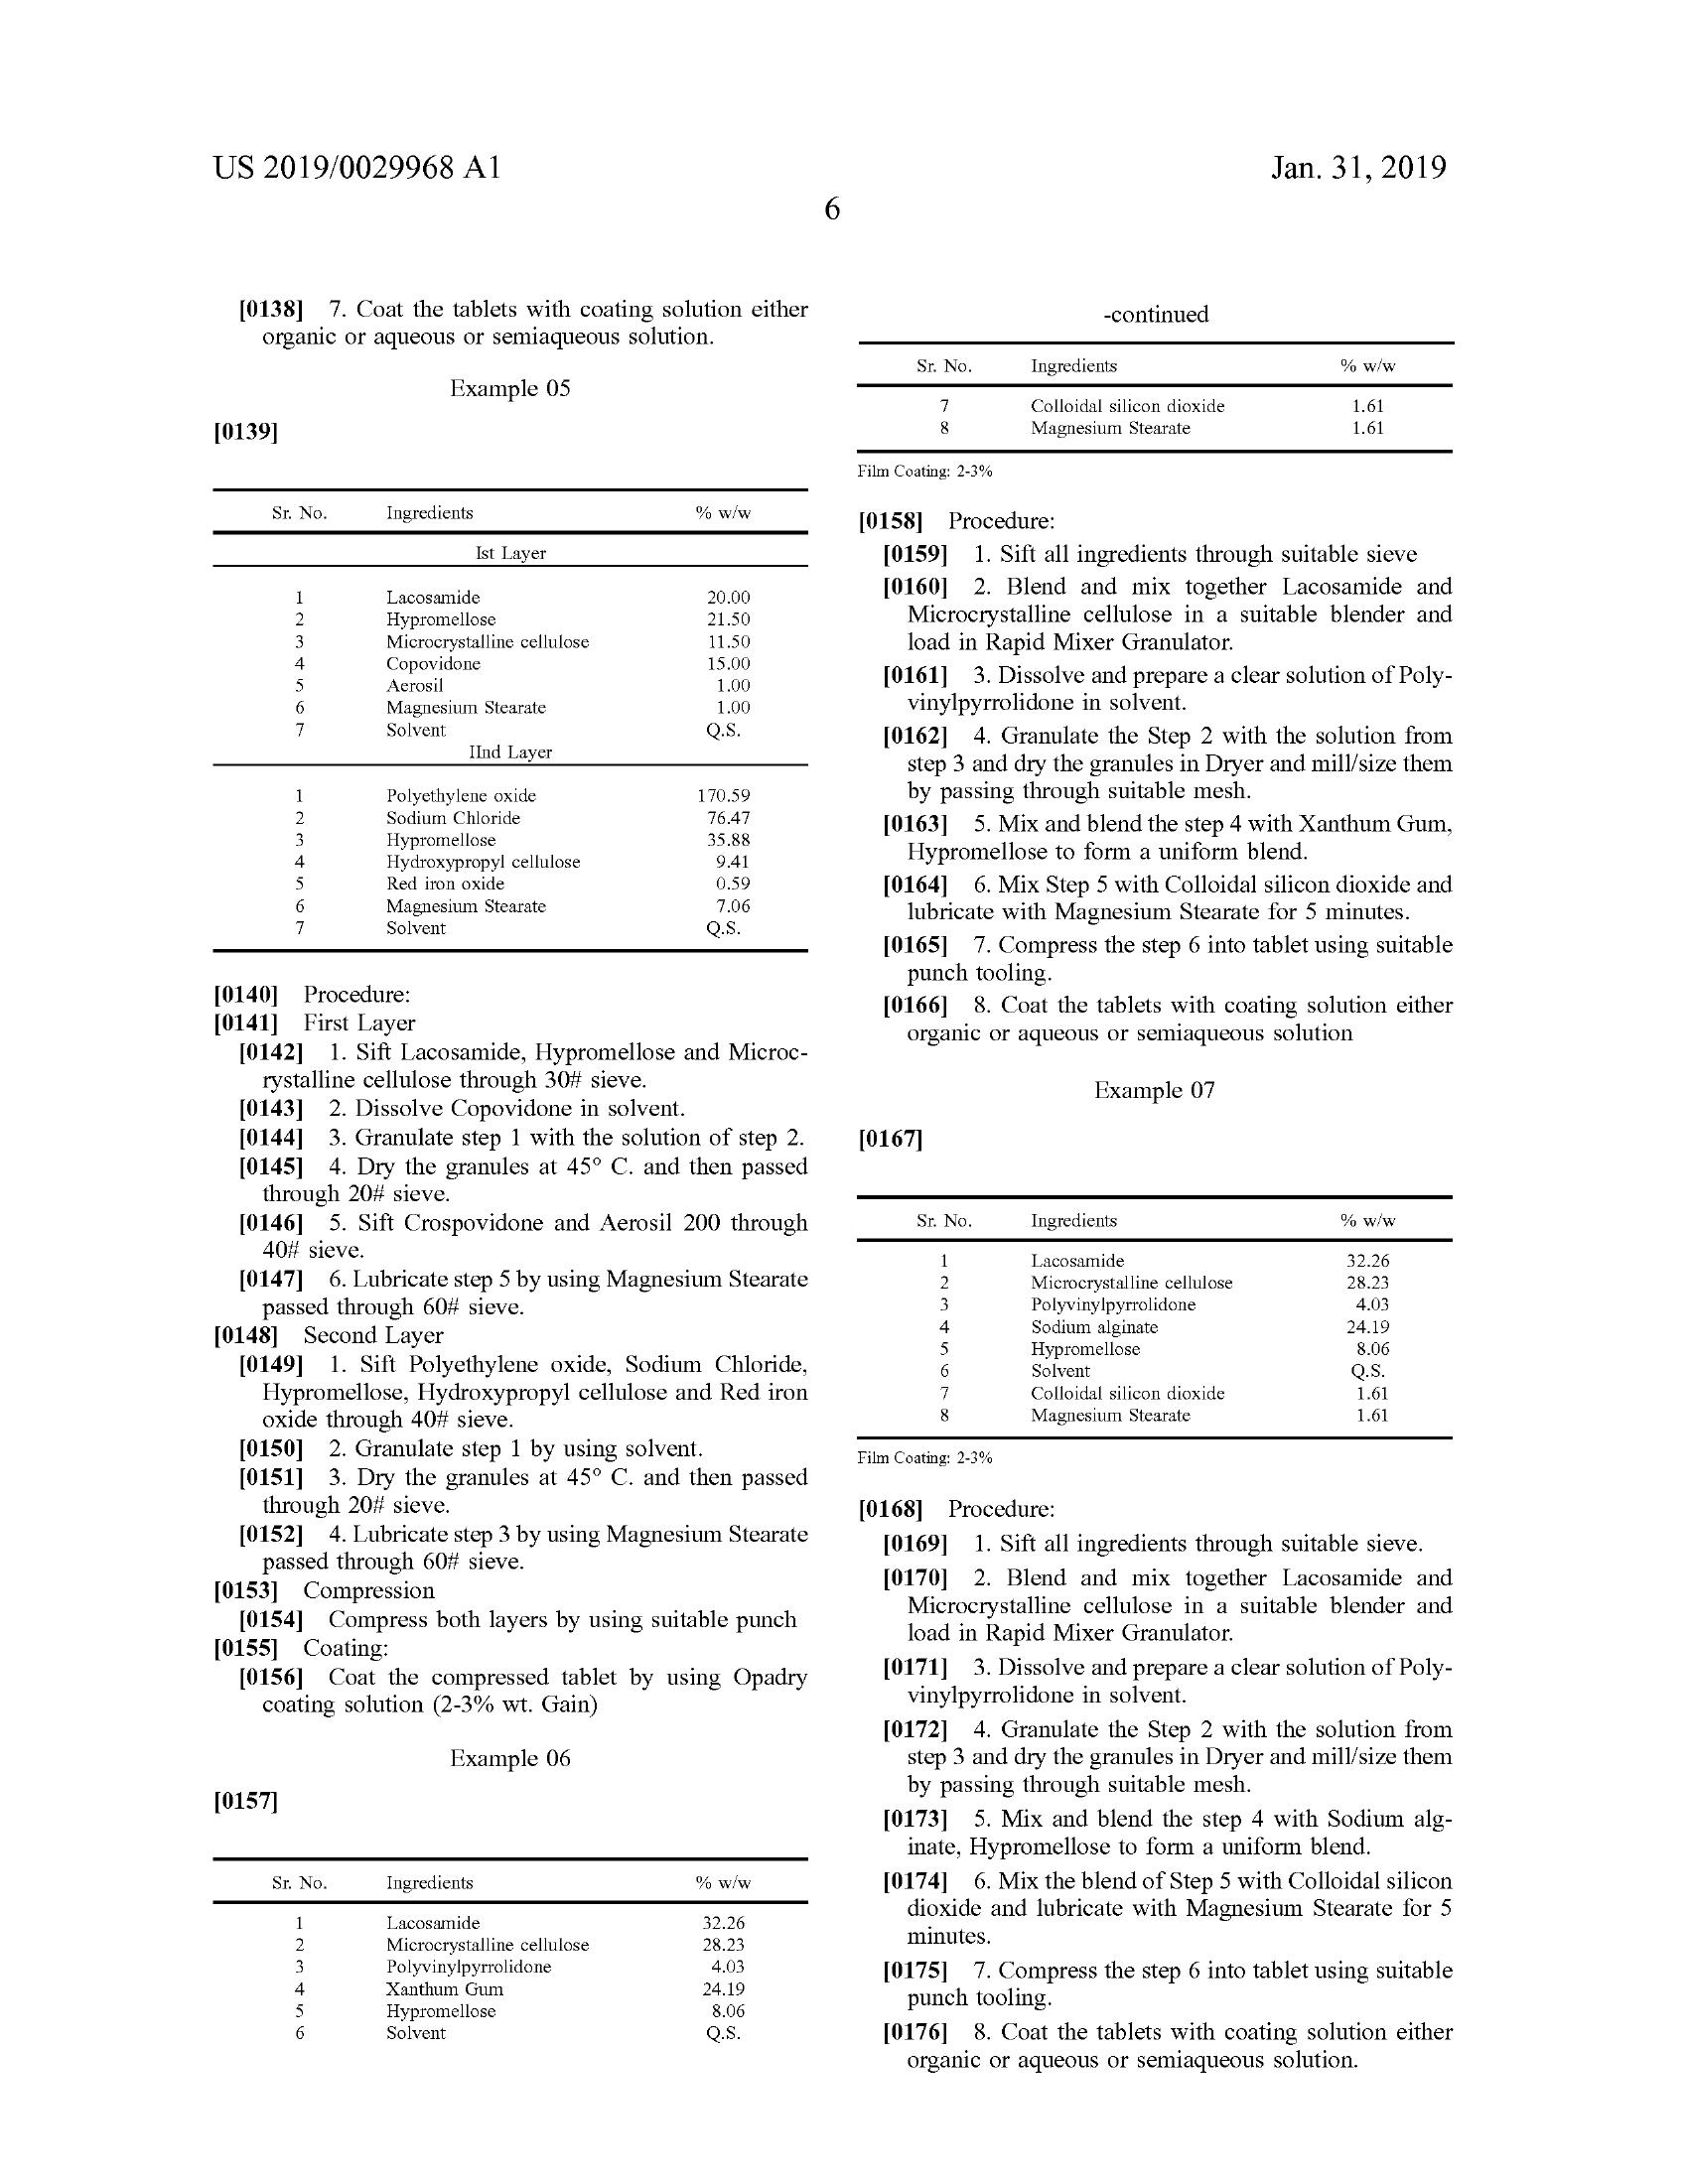 US 2019/0029968 A1
Jan. 31, 2019
6
[0138] 7. Coat the tablets with coating solution either
organic or aqueous or semiaqueous solution.
Example 05
[0139]
Sr. No. Ingredients % w/w
Ist Layer
1 Lacosamide 20.00
2 Hypromellose 21.50
3 Microcrystalline cellulose 11.50
4 Copovidone 15.00
5 Aerosil 1.00
6 Magnesium Stearate 1.00
7 Solvent Q.S.
IInd Layer
1 Polyethylene oxide 170.59
2 Sodium Chloride 76.47
3 Hypromellose 35.88
4 Hydroxypropyl cellulose 9.41
5 Red iron oxide 0.59
6 Magnesium Stearate 7.06
7 Solvent Q.S.
[0140] Procedure:
[0141] First Layer
[0142] 1. Sift Lacosamide, Hypromellose and Microc-
rystalline cellulose through 30# sieve.
[0143] 2. Dissolve Copovidone in solvent.
[0144] 3. Granulate step 1 with the solution of step 2.
[0145] 4. Dry the granules at 45° C. and then passed
through 20# sieve.
[0146] 5. Sift Crospovidone and Aerosil 200 through
40# sieve.
[0147] 6. Lubricate step 5 by using Magnesium Stearate
passed through 60# sieve.
[0148] Second Layer
[0149] 1. Sift Polyethylene oxide, Sodium Chloride,
Hypromellose, Hydroxypropyl cellulose and Red iron
oxide through 40# sieve.
[0150] 2. Granulate step 1 by using solvent.
[0151] 3. Dry the granules at 45° C. and then passed
through 20# sieve.
[0152] 4. Lubricate step 3 by using Magnesium Stearate
passed through 60# sieve.
[0153] Compression
[0154] Compress both layers by using suitable punch
[0155] Coating:
[0156] Coat the compressed tablet by using Opadry
coating solution (2-3% wt. Gain)
Example 06
[0157]
Sr. No. Ingredients % w/w
1 Lacosamide 32.26
2 Microcrystalline cellulose 28.23
3 Polyvinylpyrrolidone 4.03
4 Xanthum Gum 24.19
5 Hypromellose 8.06
6 Solvent Q.S.
-continued
Sr. No. Ingredients % w/w
7 Colloidal silicon dioxide 1.61
8 Magnesium Stearate 1.61
Film Coating: 2-3%
[0158] Procedure:
[0159] 1. Sift all ingredients through suitable sieve
[0160] 2. Blend and mix together Lacosamide and
Microcrystalline cellulose in a suitable blender and
load in Rapid Mixer Granulator.
[0161] 3. Dissolve and prepare a clear solution of Poly-
vinylpyrrolidone in solvent.
[0162] 4. Granulate the Step 2 with the solution from
step 3 and dry the granules in Dryer and mill/size them
by passing through suitable mesh.
[0163] 5. Mix and blend the step 4 with Xanthum Gum,
Hypromellose to form a uniform blend.
[0164] 6. Mix Step 5 with Colloidal silicon dioxide and
lubricate with Magnesium Stearate for 5 minutes.
[0165] 7. Compress the step 6 into tablet using suitable
punch tooling.
[0166] 8. Coat the tablets with coating solution either
organic or aqueous or semiaqueous solution
Example 07
[0167]
Sr. No. Ingredients % w/w
1 Lacosamide 32.26
2 Microcrystalline cellulose 28.23
3 Polyvinylpyrrolidone 4.03
4 Sodium alginate 24.19
5 Hypromellose 8.06
6 Solvent Q.S.
7 Colloidal silicon dioxide 1.61
8 Magnesium Stearate 1.61
Film Coating: 2-3%
[0168] Procedure:
[0169] 1. Sift all ingredients through suitable sieve.
[0170] 2. Blend and mix together Lacosamide and
Microcrystalline cellulose in a suitable blender and
load in Rapid Mixer Granulator.
[0171] 3. Dissolve and prepare a clear solution of Poly-
vinylpyrrolidone in solvent.
[0172] 4. Granulate the Step 2 with the solution from
step 3 and dry the granules in Dryer and mill/size them
by passing through suitable mesh.
[0173] 5. Mix and blend the step 4 with Sodium alg-
inate, Hypromellose to form a uniform blend.
[0174] 6. Mix the blend of Step 5 with Colloidal silicon
dioxide and lubricate with Magnesium Stearate for 5
minutes.
[0175] 7. Compress the step 6 into tablet using suitable
punch tooling.
[0176] 8. Coat the tablets with coating solution either
organic or aqueous or semiaqueous solution.